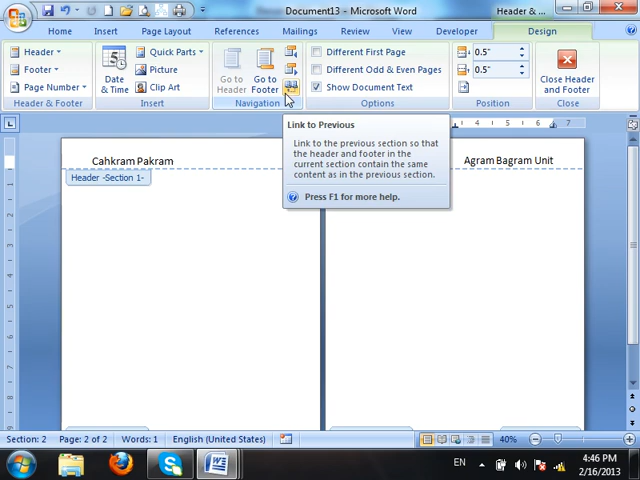 Document13 - Microsoft Word
Header & ...
Home Insert Page Layout References Mailings Review View Developer Design
Header
Footer
Page Number
Header & Footer
Date
& Time
Quick Parts
Picture
Clip Art
Insert
Go to
Header
Go to
Footer
Navigation
Different First Page
Different Odd & Even Pages
Show Document Text
Options
0.5"
0.5"
Position
Close Header
and Footer
Close
Link to Previous
Link to the previous section so that
the header and footer in the
current section contain the same
content as in the previous section.
Press F1 for more help.
4 5 6 7
Cahkram Pakram
Agram Bagram Unit
Header -Section 1-
Section: 2 Page: 2 of 2 Words: 1 English (United States) 40%
EN
4:46 PM
2/16/2013